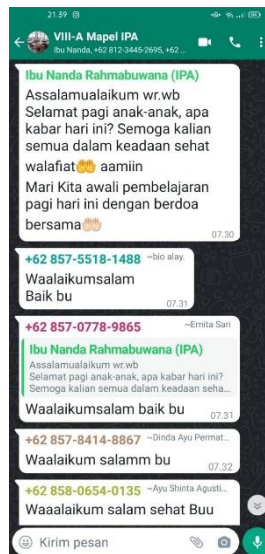 21.39
VIII-A Mapel IPA
Ibu Nanda, +62 812-3445-2695, +62 ...
Ibu Nanda Rahmabuwana (IPA)
Assalamualaikum wr.wb
Selamat pagi anak-anak, apa
kabar hari ini? Semoga kalian
semua dalam keadaan sehat
walafiat🤲 aamiin
Mari Kita awali pembelajaran
pagi hari ini dengan berdoa
bersama🤲🏻
07.30
+62 857-5518-1488 ~bio alay.
Waalaikumsalam
Baik bu
07.31
+62 857-0778-9865 ~Ernita Sari
Ibu Nanda Rahmabuwana (IPA)
Assalamualaikum wr.wb
Selamat pagi anak-anak, apa kabar hari ini?
Semoga kalian semua dalam keadaan seha...
Waalaikumsalam baik bu
07.31
+62 857-8414-8867 ~Dinda Ayu Permat...
Waalaikum salamm bu
07.32
+62 858-0654-0135 ~Ayu Shinta Agusti...
Waaalaikum salam sehat Buu
Kirim pesan